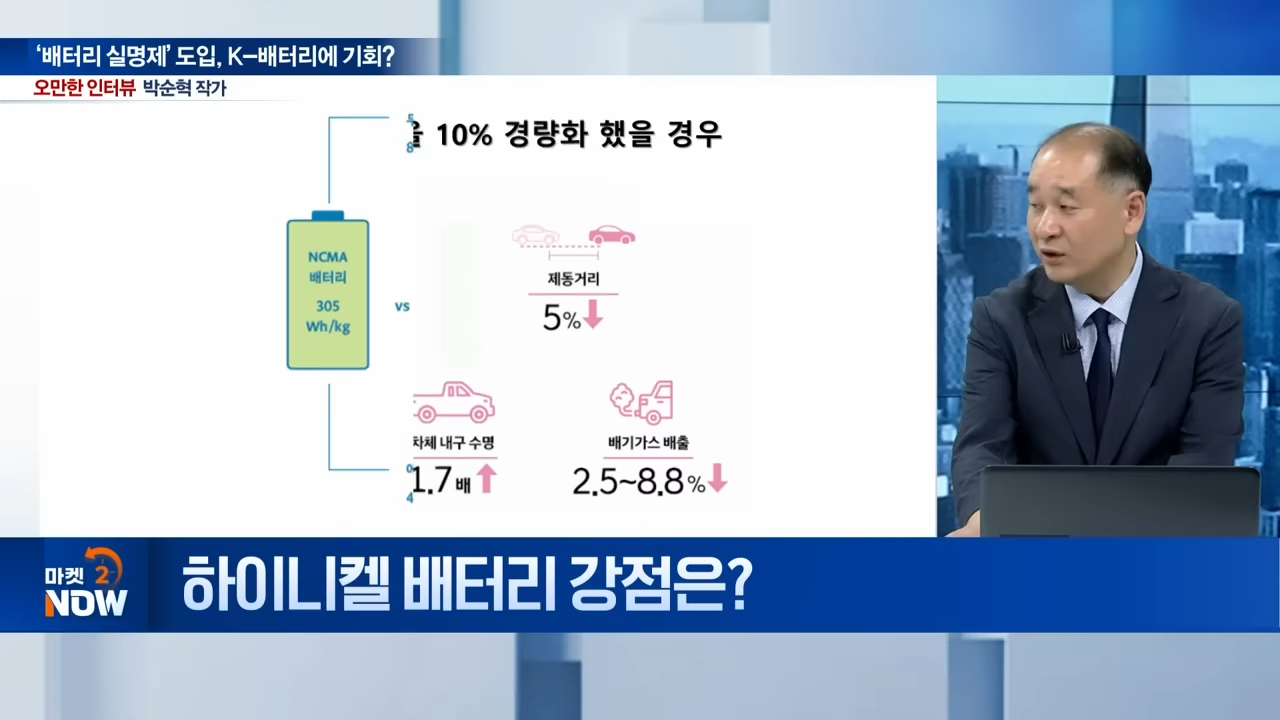 ‘배터리 실명제’ 도입, K-배터리에 기회?
오만한 인터뷰 박순혁 작가
10% 경량화 했을 경우
NCMA
배터리
305
Wh/kg
vs
제동거리
5%
차체 내구 수명
1.7배
배기가스 배출
2.5~8.8%
마켓 2
NOW
하이니켈 배터리 강점은?